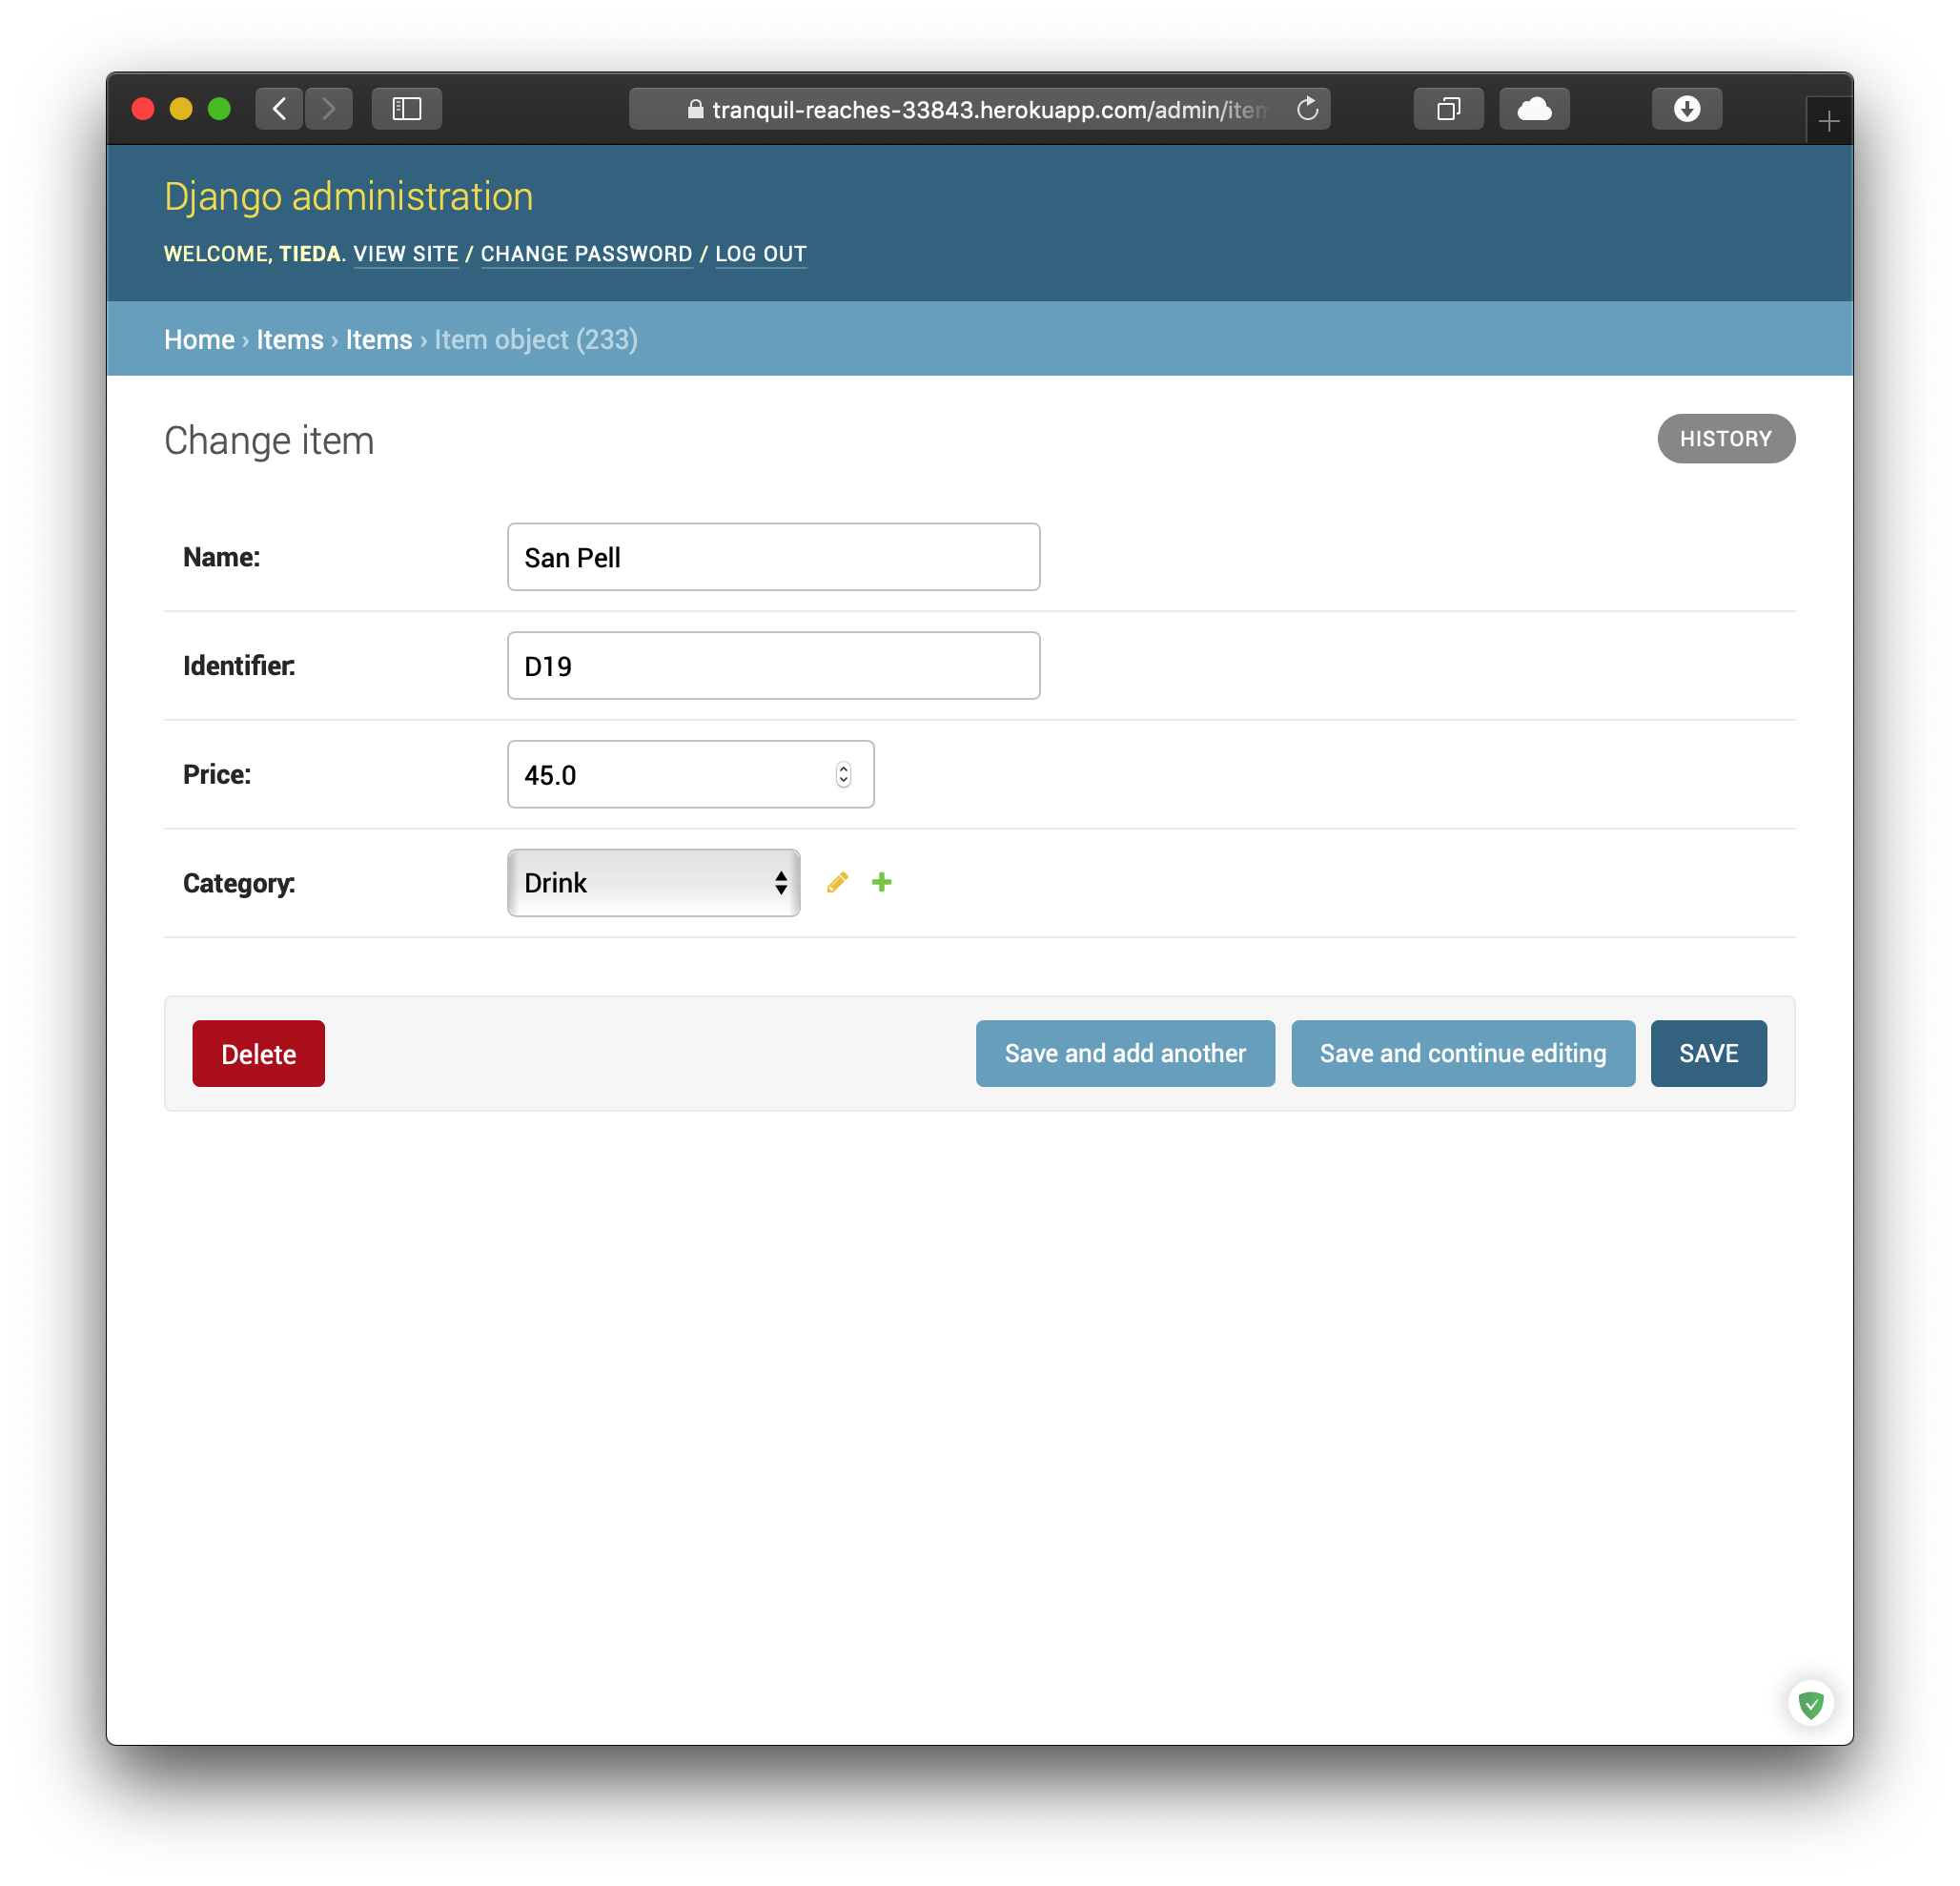 tranquil-reaches-33843.herokuapp.com/admin/item
Django administration
WELCOME, TIEDA. VIEW SITE / CHANGE PASSWORD / LOG OUT
Home › Items › Items › Item object (233)
Change item
HISTORY
Name: San Pell
Identifier: D19
Price: 45.0
Category: Drink
Delete Save and add another Save and continue editing SAVE